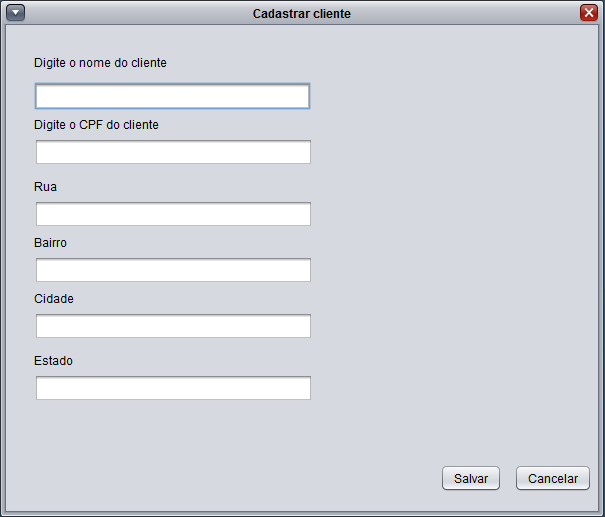 Cadastrar cliente
Digite o nome do cliente
Digite o CPF do cliente
Rua
Bairro
Cidade
Estado
Salvar
Cancelar